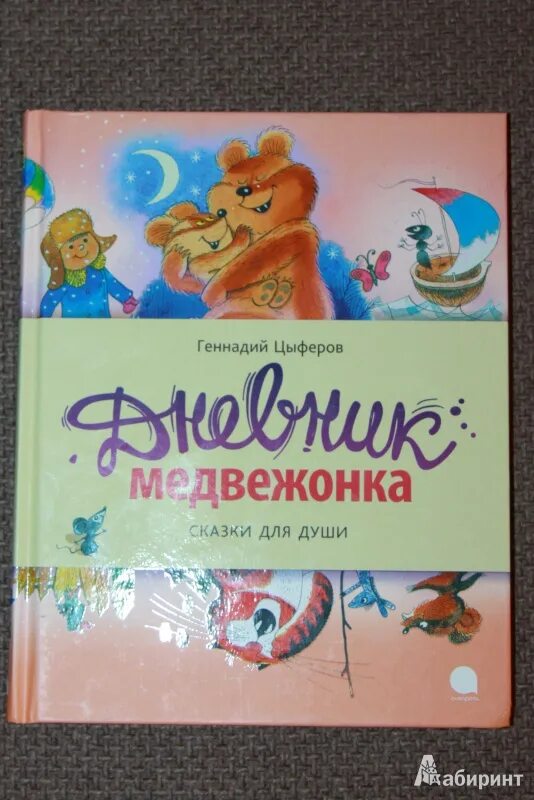 Геннадий Цыферов
Дневник
медвежонка
СКАЗКИ ДЛЯ ДУШИ
Лабиринт